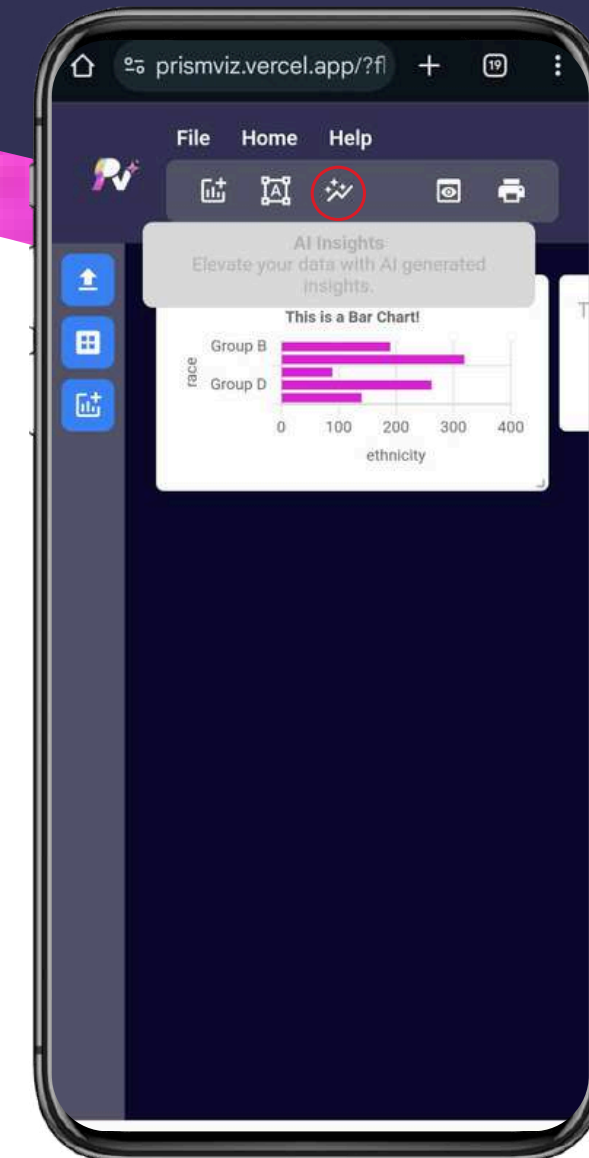 prismviz.vercel.app/?fl
19
File Home Help
PV
A
AI Insights
Elevate your data with AI generated
insights.
This is a Bar Chart!
T
race
Group B
Group D
0 100 200 300 400
ethnicity